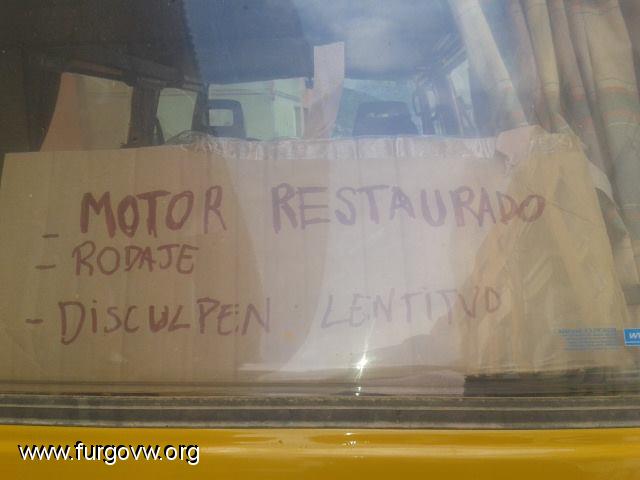 - MOTOR RESTAURADO
- RODAJE
- DISCULPEN LENTITUD
www.furgovw.org